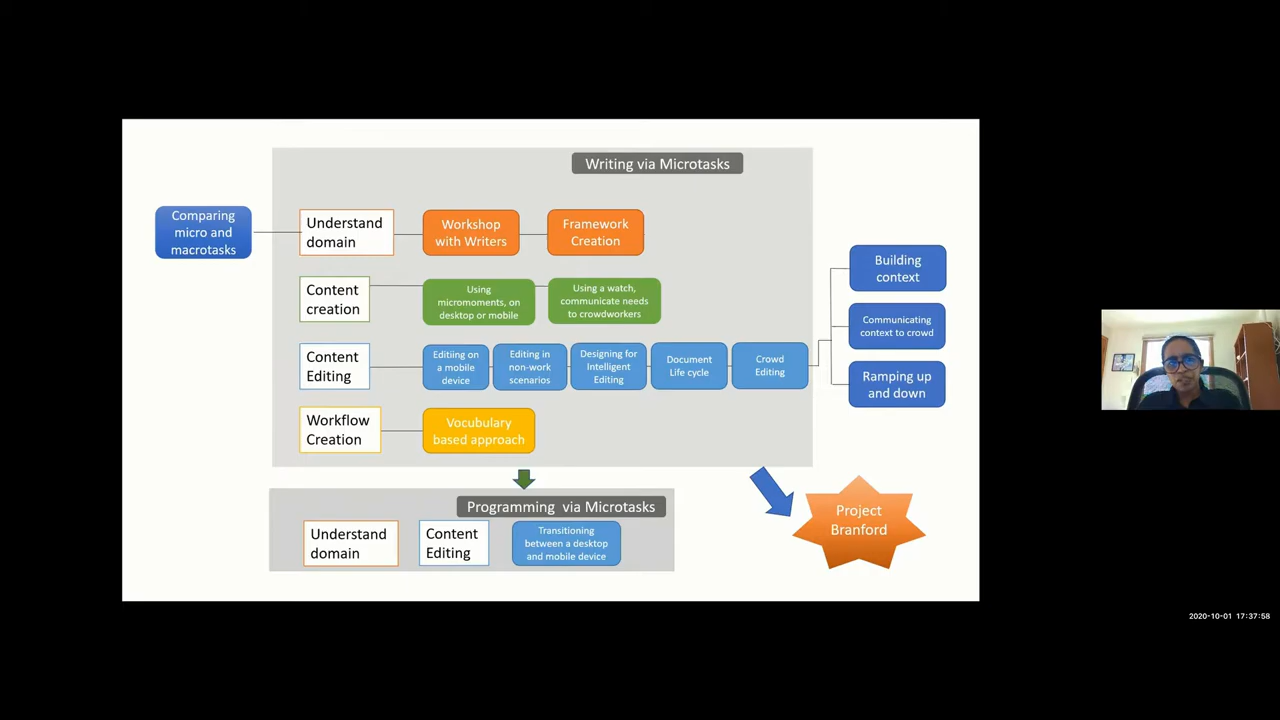 Writing via Microtasks
Comparing
micro and
macrotasks
Understand
domain
Workshop
with Writers
Framework
Creation
Content
creation
Using
micromoments, on
desktop or mobile
Using a watch,
communicate needs
to crowdworkers
Content
Editing
Editiing on
a mobile
device
Editing in
non-work
scenarios
Designing for
Intelligent
Editing
Document
Life cycle
Crowd
Editing
Building
context
Communicating
context to crowd
Ramping up
and down
Workflow
Creation
Vocubulary
based approach
Programming via Microtasks
Understand
domain
Content
Editing
Transitioning
between a desktop
and mobile device
Project
Branford
2020-10-01 17:37:58